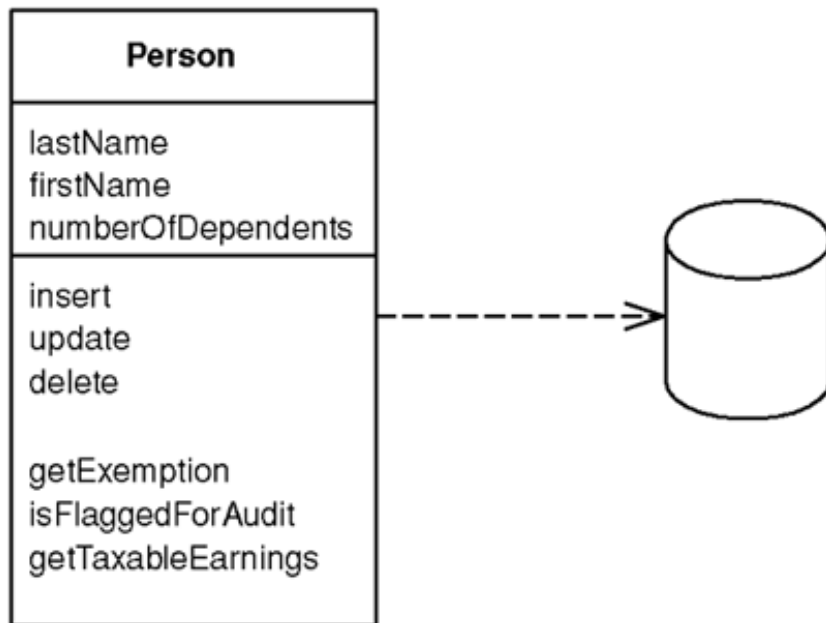 Person
lastName
firstName
numberOfDependents
insert
update
delete
getExemption
isFlaggedForAudit
getTaxableEarnings